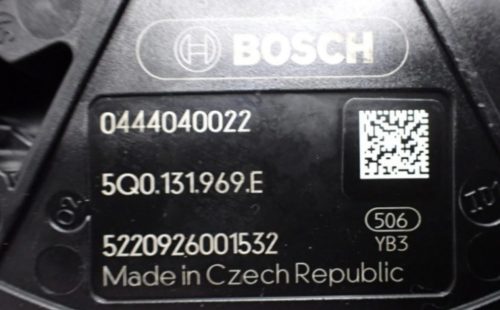 BOSCH
0444040022
5Q0.131.969.E
506
5220926001532 YB3
Made in Czech Republic